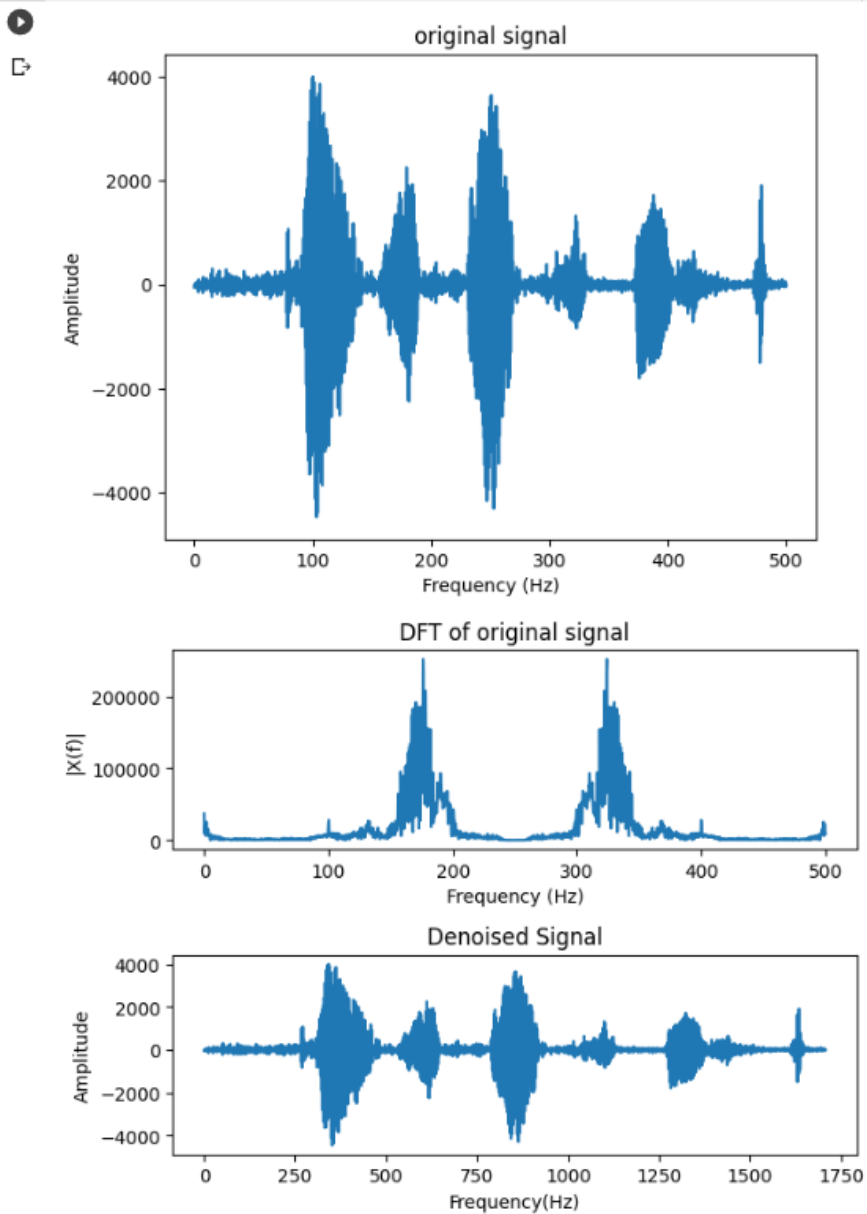 original signal
4000
2000
0
−2000
−4000
Amplitude
0 100 200 300 400 500
Frequency (Hz)
DFT of original signal
200000
100000
0
|X(f)|
0 100 200 300 400 500
Frequency (Hz)
Denoised Signal
4000
2000
0
−2000
−4000
Amplitude
0 250 500 750 1000 1250 1500 1750
Frequency(Hz)